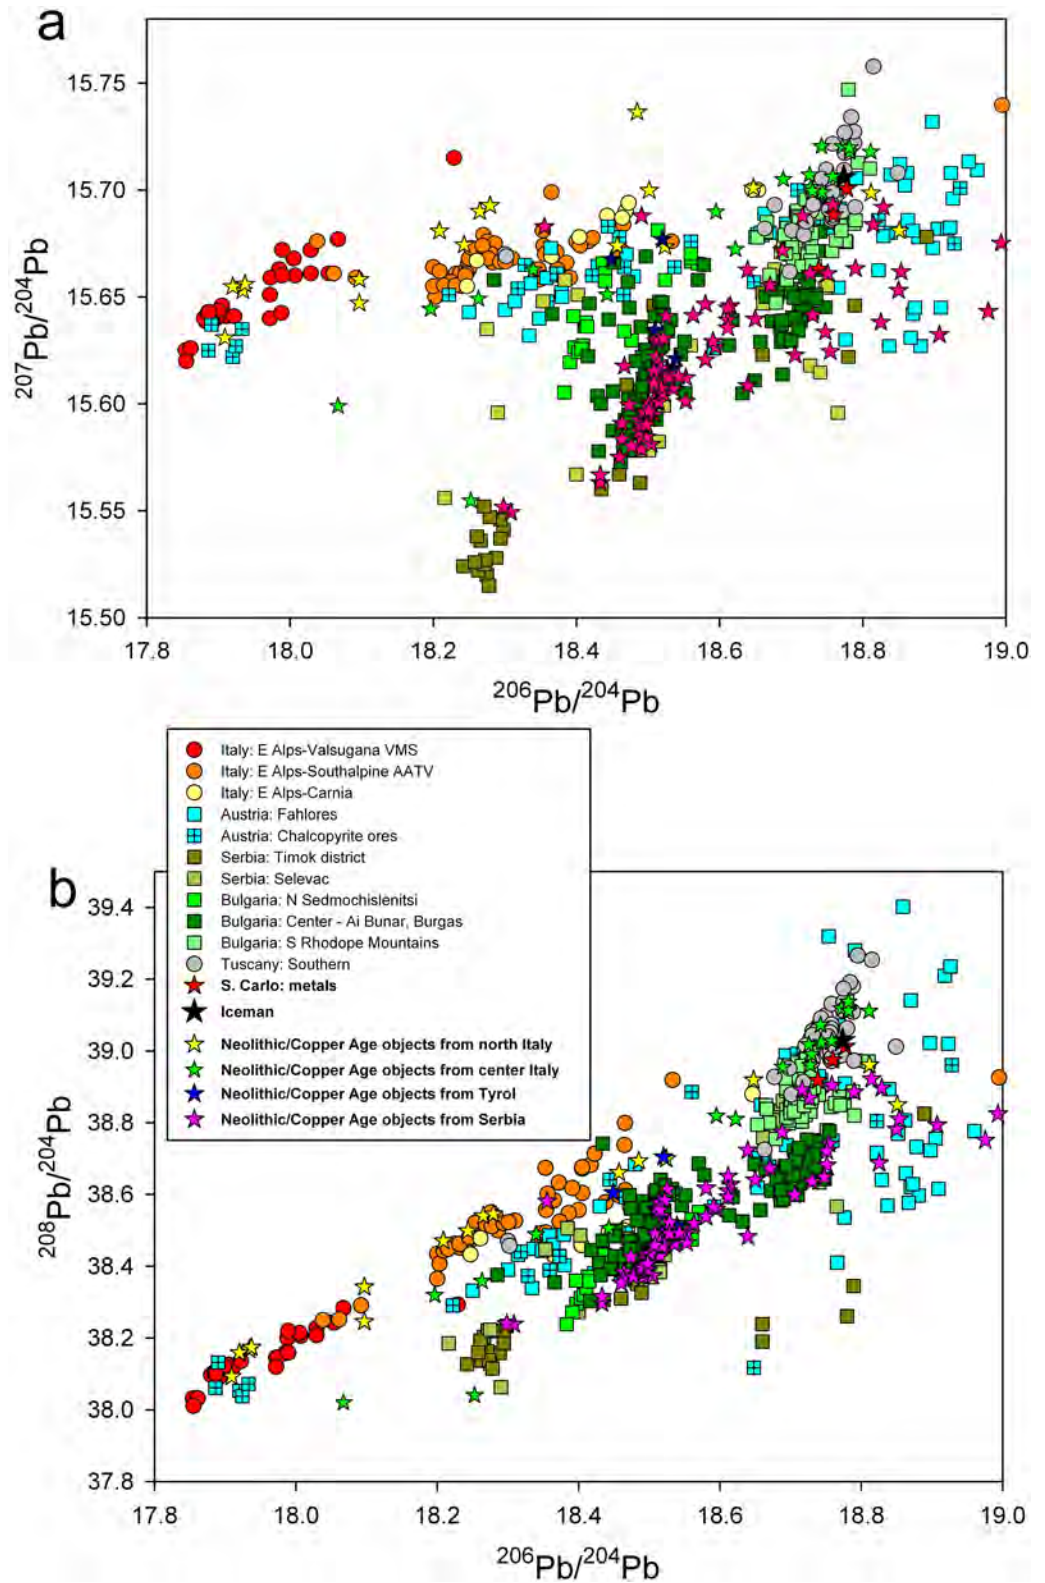 a
15.75
15.70
15.65
15.60
15.55
15.50
207Pb/204Pb
17.8 18.0 18.2 18.4 18.6 18.8 19.0
206Pb/204Pb
Italy: E Alps-Valsugana VMS
Italy: E Alps-Southalpine AATV
Italy: E Alps-Carnia
Austria: Fahlores
Austria: Chalcopyrite ores
Serbia: Timok district
Serbia: Selevac
Bulgaria: N Sedmochislenitsi
Bulgaria: Center - Ai Bunar, Burgas
Bulgaria: S Rhodope Mountains
Tuscany: Southern
S. Carlo: metals
Iceman
Neolithic/Copper Age objects from north Italy
Neolithic/Copper Age objects from center Italy
Neolithic/Copper Age objects from Tyrol
Neolithic/Copper Age objects from Serbia
b
39.4
39.2
39.0
38.8
38.6
38.4
38.2
38.0
37.8
208Pb/204Pb
17.8 18.0 18.2 18.4 18.6 18.8 19.0
206Pb/204Pb